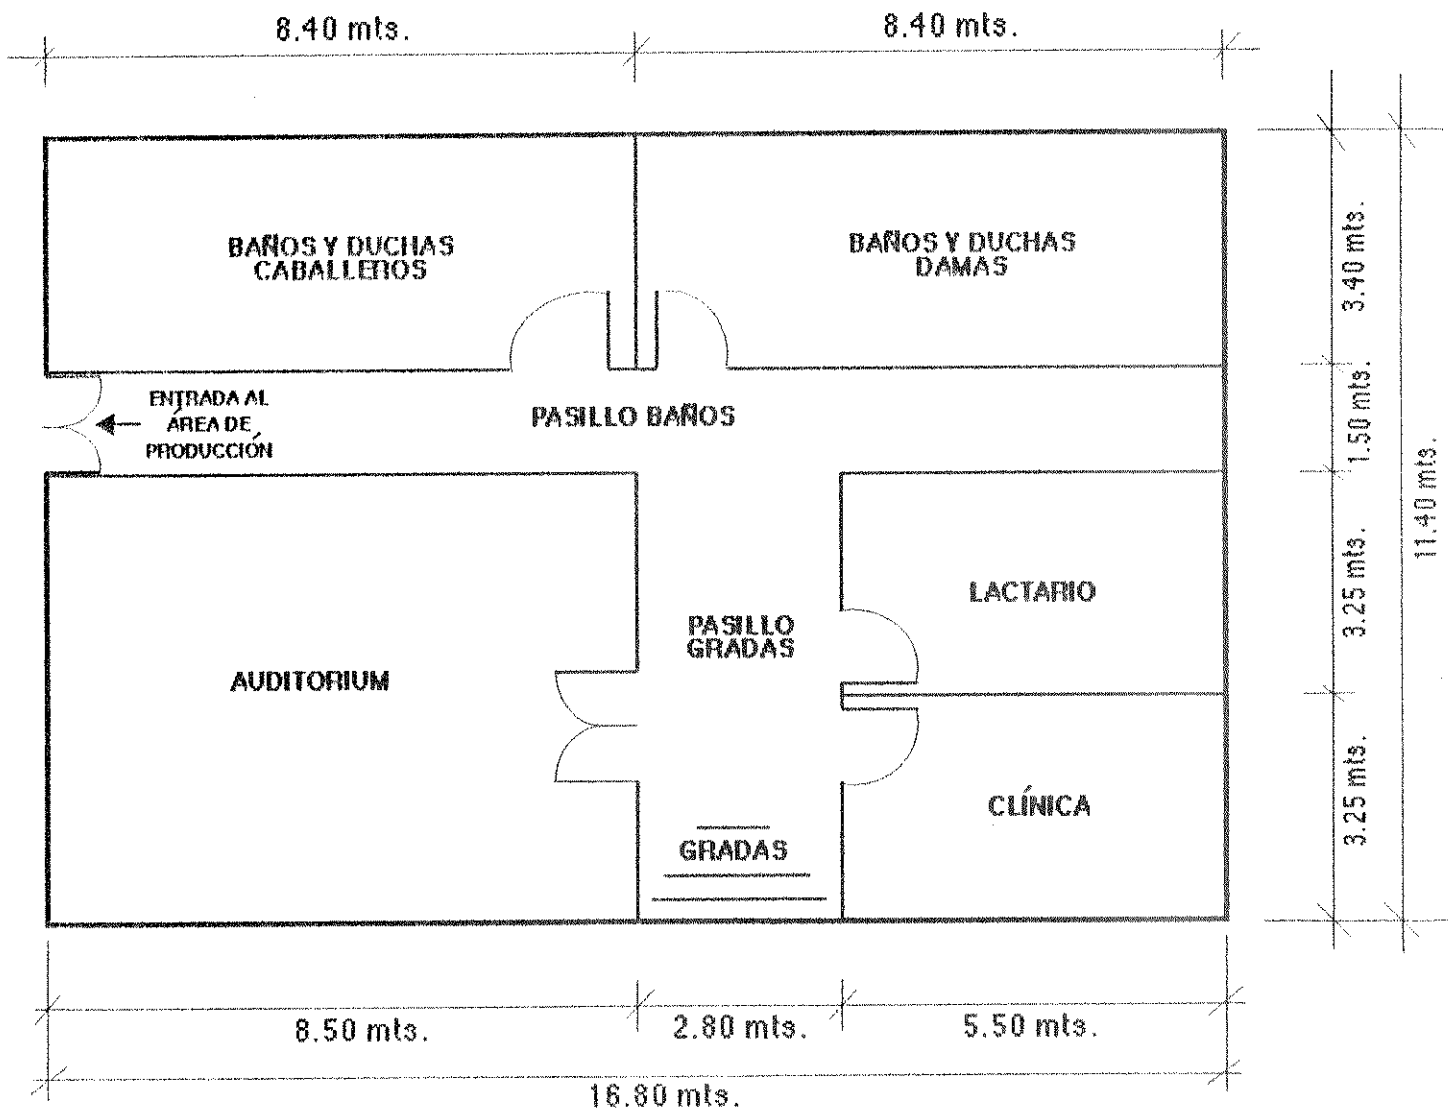 8.40 mts.
8.40 mts.
BAÑOS Y DUCHAS
CABALLEROS
BAÑOS Y DUCHAS
DAMAS
3.40 mts.
ENTRADA AL
ÁREA DE
PRODUCCIÓN
PASILLO BAÑOS
1.50 mts.
11.40 mts.
LACTARIO
3.25 mts.
PASILLO
GRADAS
AUDITORIUM
CLÍNICA
3.25 mts.
GRADAS
8.50 mts.
2.80 mts.
5.50 mts.
16.80 mts.